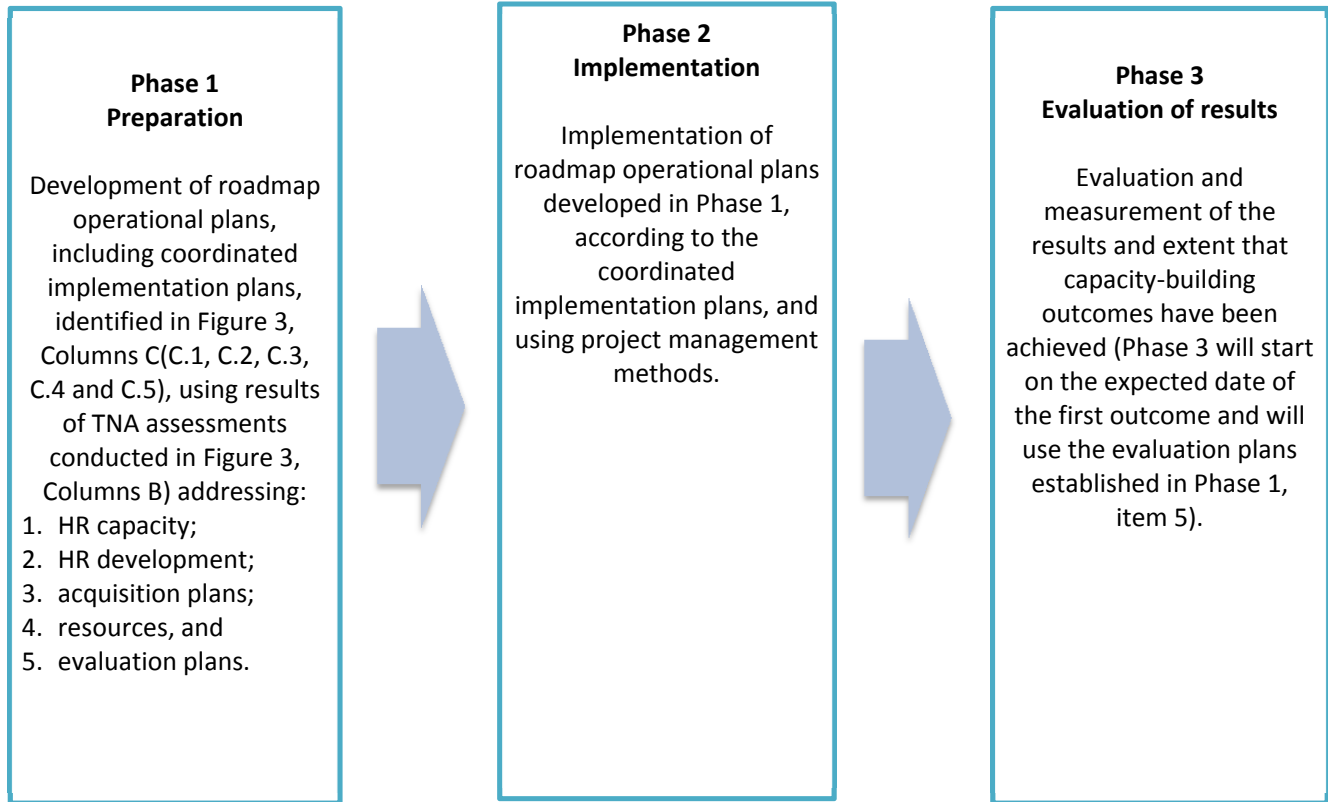 Phase 1
Preparation
Development of roadmap
operational plans,
including coordinated
implementation plans,
identified in Figure 3,
Columns C(C.1, C.2, C.3,
C.4 and C.5), using results
of TNA assessments
conducted in Figure 3,
Columns B) addressing:
1. HR capacity;
2. HR development;
3. acquisition plans;
4. resources, and
5. evaluation plans.
Phase 2
Implementation
Implementation of
roadmap operational plans
developed in Phase 1,
according to the
coordinated
implementation plans, and
using project management
methods.
Phase 3
Evaluation of results
Evaluation and
measurement of the
results and extent that
capacity-building
outcomes have been
achieved (Phase 3 will start
on the expected date of
the first outcome and will
use the evaluation plans
established in Phase 1,
item 5).